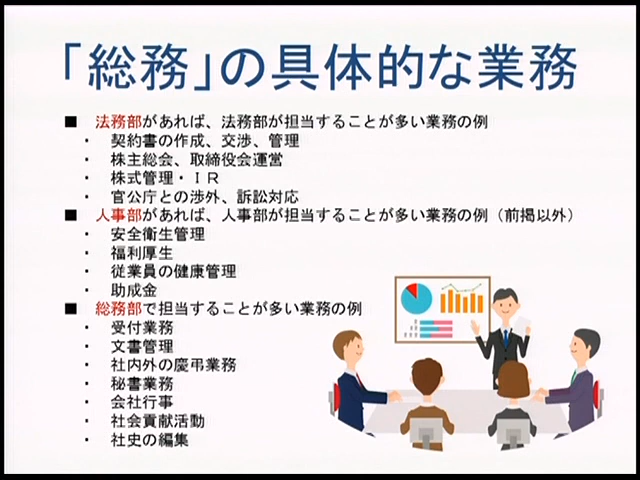 「総務」の具体的な業務
■ 法務部があれば、法務部が担当することが多い業務の例
・ 契約書の作成、交渉、管理
・ 株主総会、取締役会運営
・ 株式管理・ＩＲ
・ 官公庁との渉外、訴訟対応
■ 人事部があれば、人事部が担当することが多い業務の例（前掲以外）
・ 安全衛生管理
・ 福利厚生
・ 従業員の健康管理
・ 助成金
■ 総務部で担当することが多い業務の例
・ 受付業務
・ 文書管理
・ 社内外の慶弔業務
・ 秘書業務
・ 会社行事
・ 社会貢献活動
・ 社史の編集